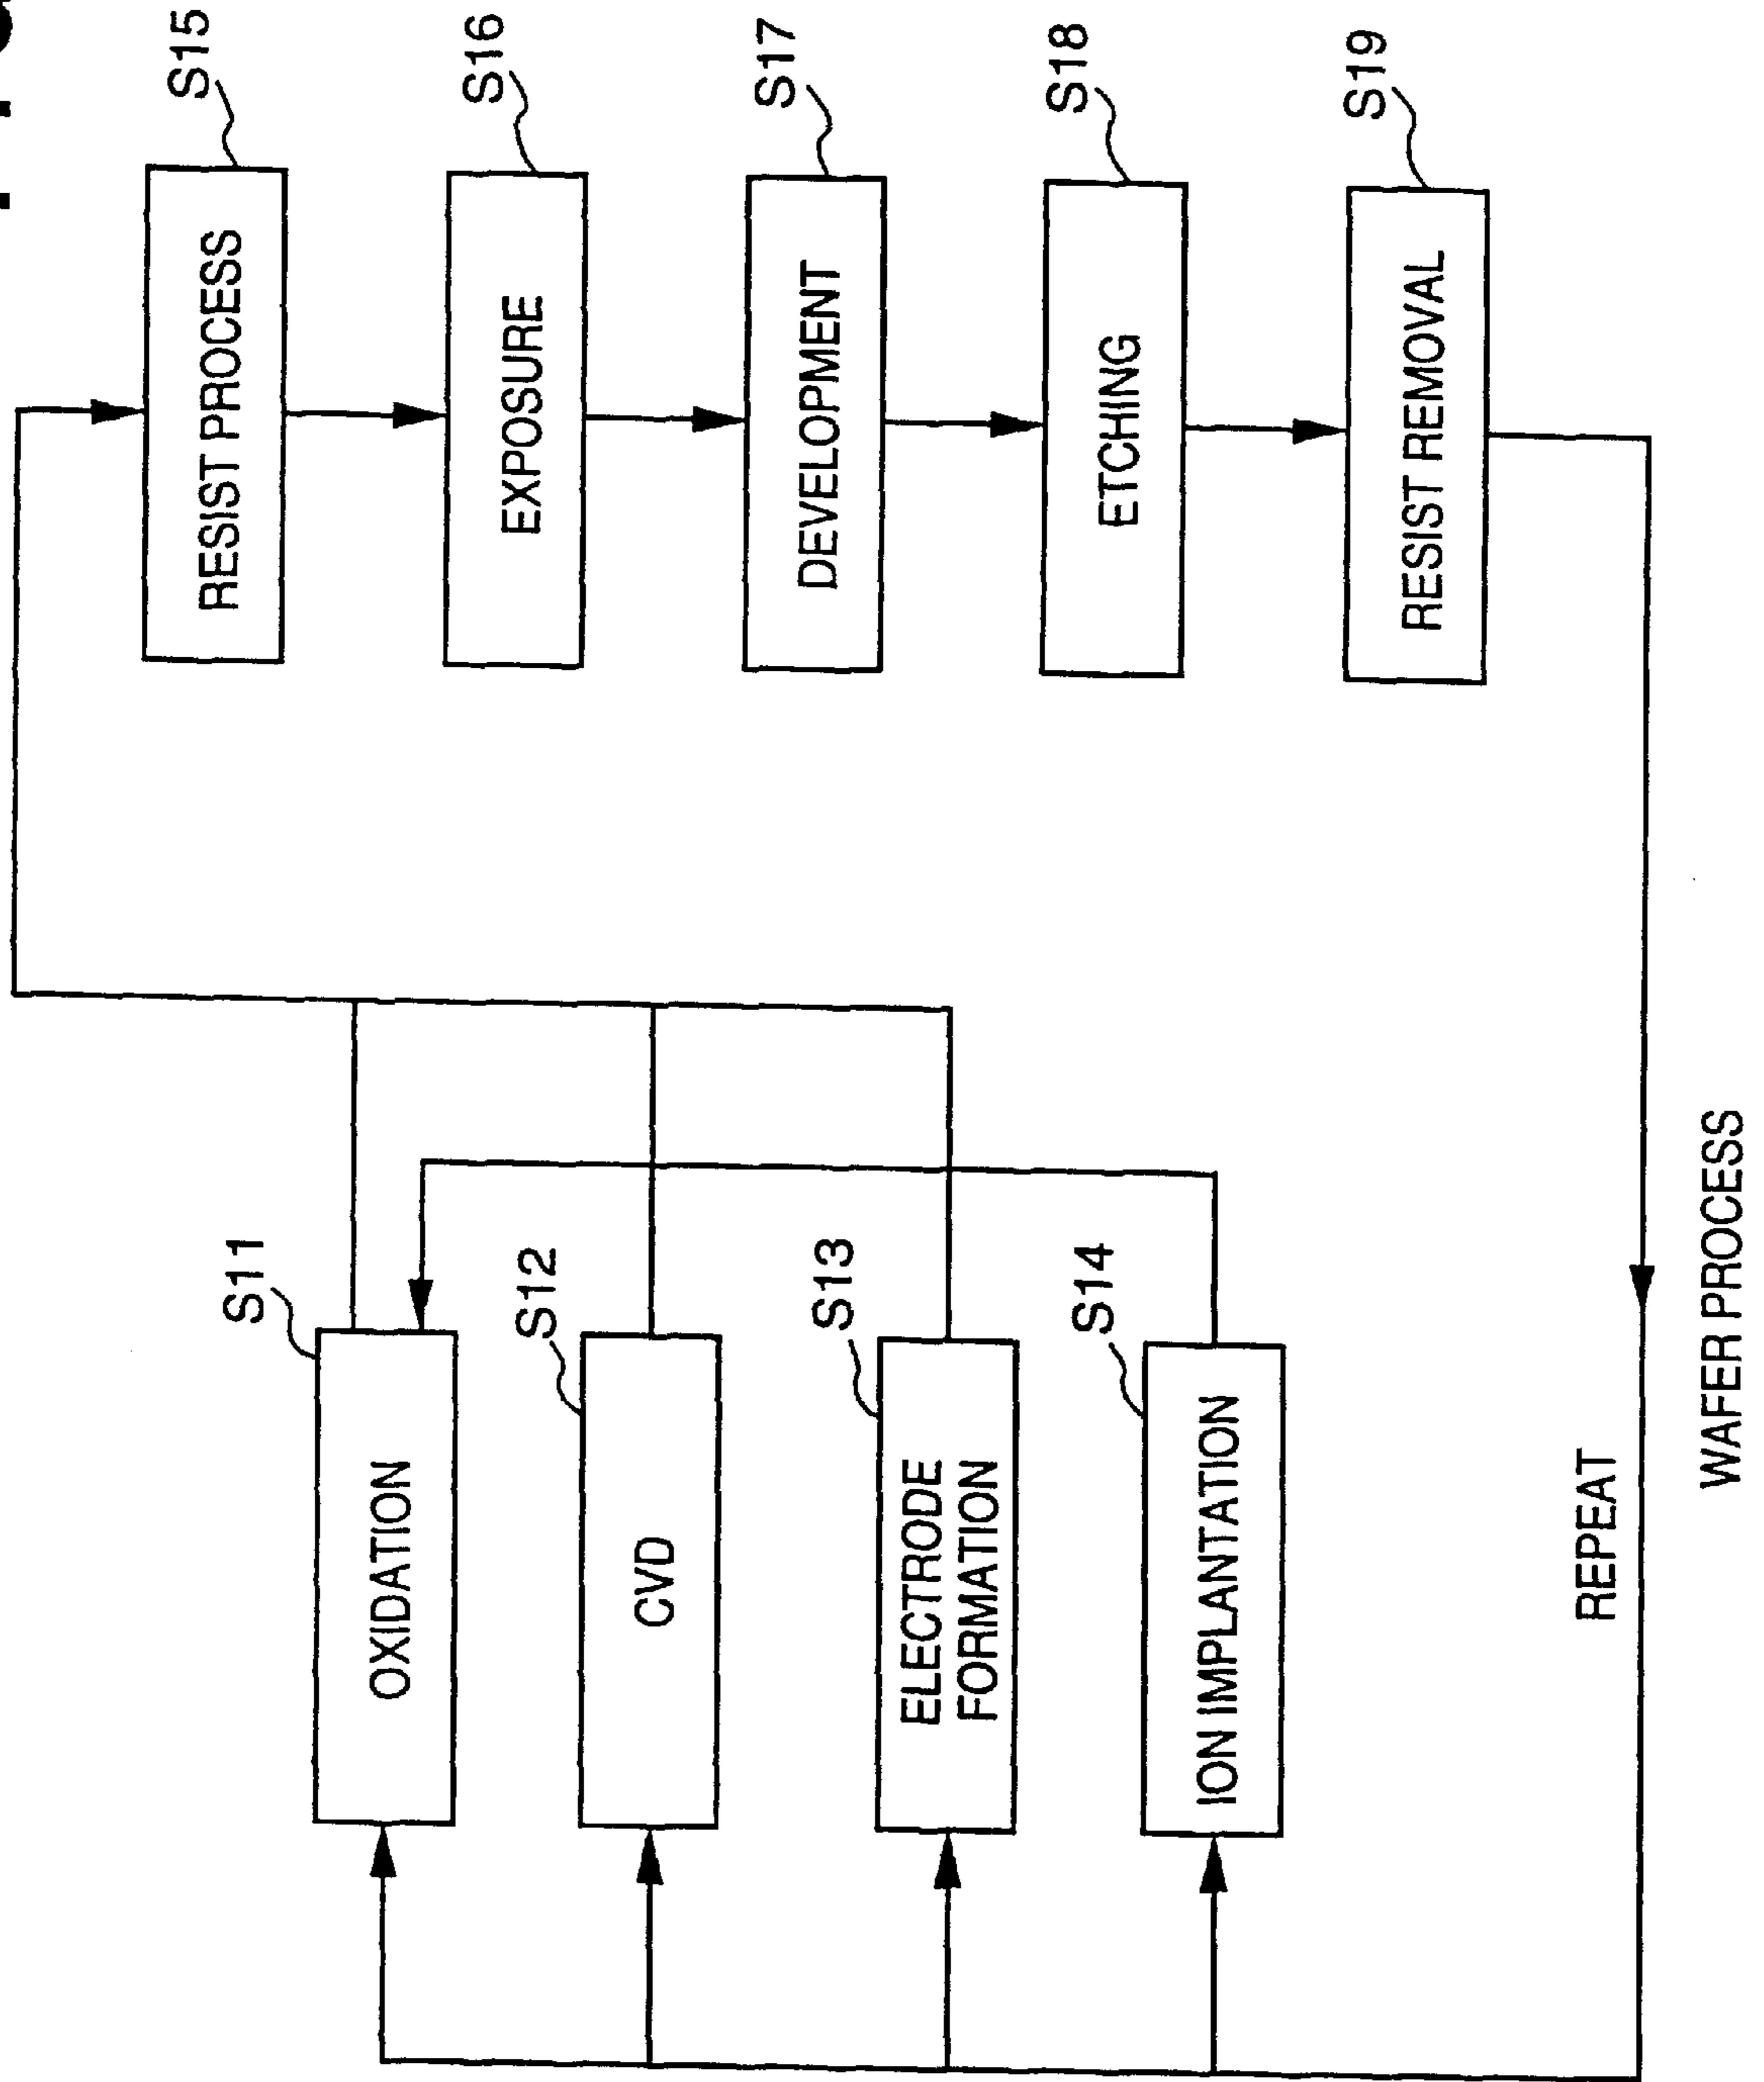 S11
OXIDATION
S12
CVD
S13
ELECTRODE
FORMATION
S14
ION IMPLANTATION
S15
RESIST PROCESS
S16
EXPOSURE
S17
DEVELOPMENT
S18
ETCHING
S19
RESIST REMOVAL
REPEAT
WAFER PROCESS